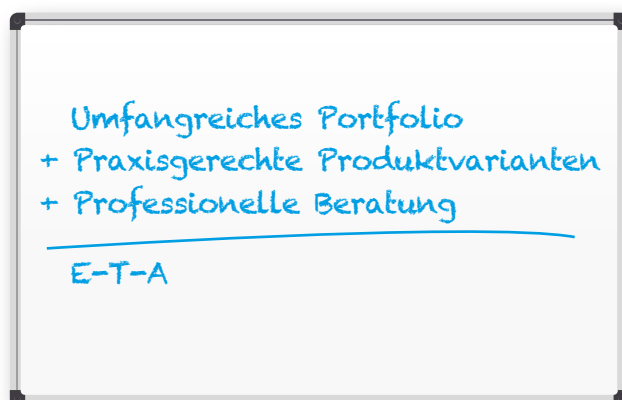 Umfangreiches Portfolio
+ Praxisgerechte Produktvarianten
+ Professionelle Beratung
E-T-A